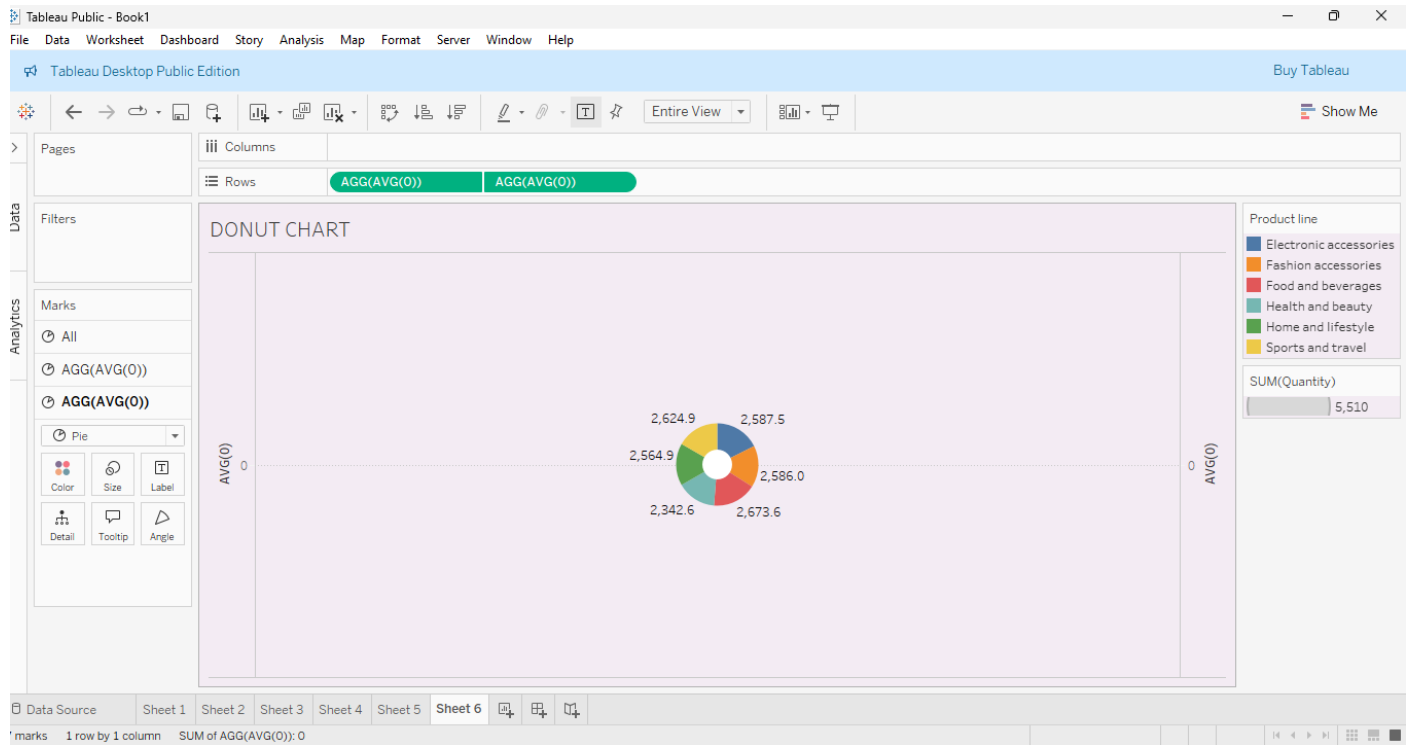 Tableau Public - Book1
File Data Worksheet Dashboard Story Analysis Map Format Server Window Help
Tableau Desktop Public Edition
Buy Tableau
Entire View
Show Me
Pages
Columns
Rows
AGG(AVG(0))
AGG(AVG(0))
Data
Analytics
Filters
Marks
All
AGG(AVG(0))
AGG(AVG(0))
Pie
Color Size Label
Detail Tooltip Angle
DONUT CHART
AVG(0)
0
2,624.9
2,587.5
2,564.9
2,586.0
2,342.6
2,673.6
0
AVG(0)
Product line
Electronic accessories
Fashion accessories
Food and beverages
Health and beauty
Home and lifestyle
Sports and travel
SUM(Quantity)
5,510
Data Source Sheet 1 Sheet 2 Sheet 3 Sheet 4 Sheet 5 Sheet 6
marks 1 row by 1 column SUM of AGG(AVG(0)): 0